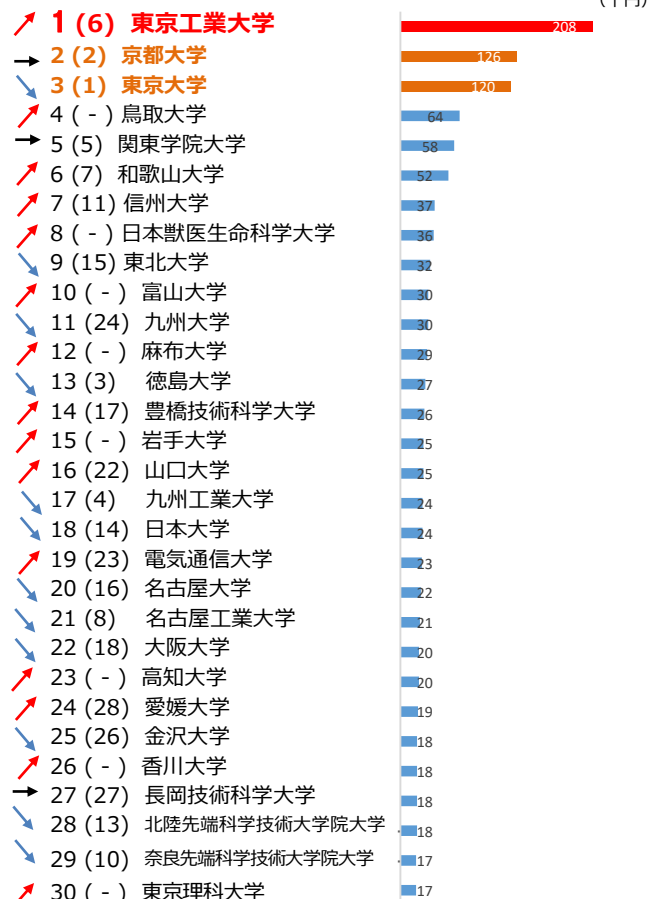 1 (6) 東京工業大学 208
2 (2) 京都大学 126
3 (1) 東京大学 120
4 ( - ) 鳥取大学 64
5 (5) 関東学院大学 58
6 (7) 和歌山大学 52
7 (11) 信州大学 37
8 ( - ) 日本獣医生命科学大学 36
9 (15) 東北大学 32
10 ( - ) 富山大学 30
11 (24) 九州大学 30
12 ( - ) 麻布大学 29
13 (3) 徳島大学 27
14 (17) 豊橋技術科学大学 26
15 ( - ) 岩手大学 25
16 (22) 山口大学 25
17 (4) 九州工業大学 24
18 (14) 日本大学 24
19 (23) 電気通信大学 23
20 (16) 名古屋大学 22
21 (8) 名古屋工業大学 21
22 (18) 大阪大学 20
23 ( - ) 高知大学 20
24 (28) 愛媛大学 19
25 (26) 金沢大学 18
26 ( - ) 香川大学 18
27 (27) 長岡技術科学大学 18
28 (13) 北陸先端科学技術大学院大学 18
29 (10) 奈良先端科学技術大学院大学 17
30 ( - ) 東京理科大学 17